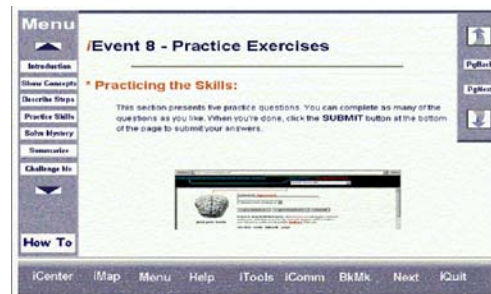 Menu
Introduction
Show Concepts
Describe Steps
Practice Skills
Solve Mystery
Summarize
Challenge Me
How To
iEvent 8 - Practice Exercises
* Practicing the Skills:
This section presents five practice questions. You can complete as many of the
questions as you like. When you're done, click the SUBMIT button at the bottom
of the page to submit your answers.
PgBack
PgNext
iCenter iMap Menu Help iTools iComm BkMk Next iQuit